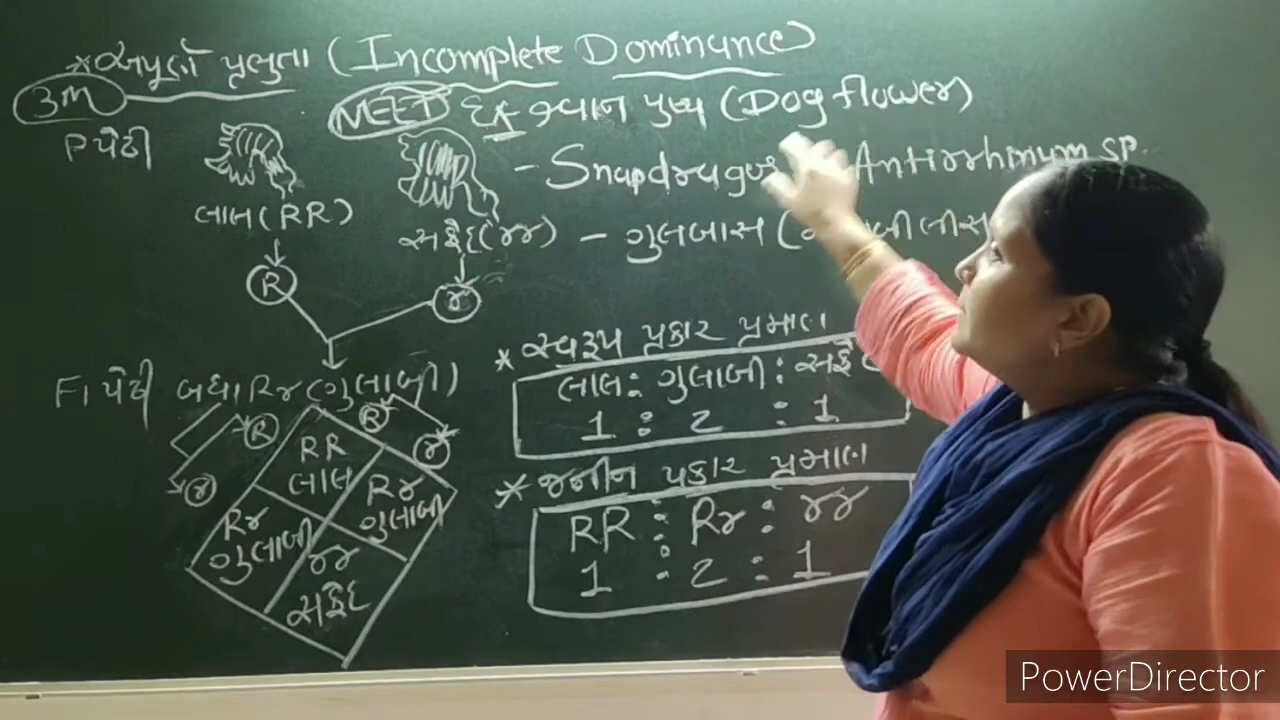 * અપૂર્ણ પ્રભુતા (Incomplete Dominance)
3m
NEET દા.ત શ્વાન પુષ્પ (Dog flower)
P પેઢી
- Snapdragon Antirrhinum sp.
લાલ (RR)
સફેદ (rr) - ગુલબાસ
R
r
* સ્વરૂપ પ્રકાર પ્રમાણ
લાલ : ગુલાબી : સફેદ
1 : 2 : 1
F1 પેઢી બધા Rr (ગુલાબી)
R
R
r
r
RR
લાલ
Rr
ગુલાબી
Rr
ગુલાબી
rr
સફેદ
* જનીન પ્રકાર પ્રમાણ
RR : Rr : rr
1 : 2 : 1
PowerDirector